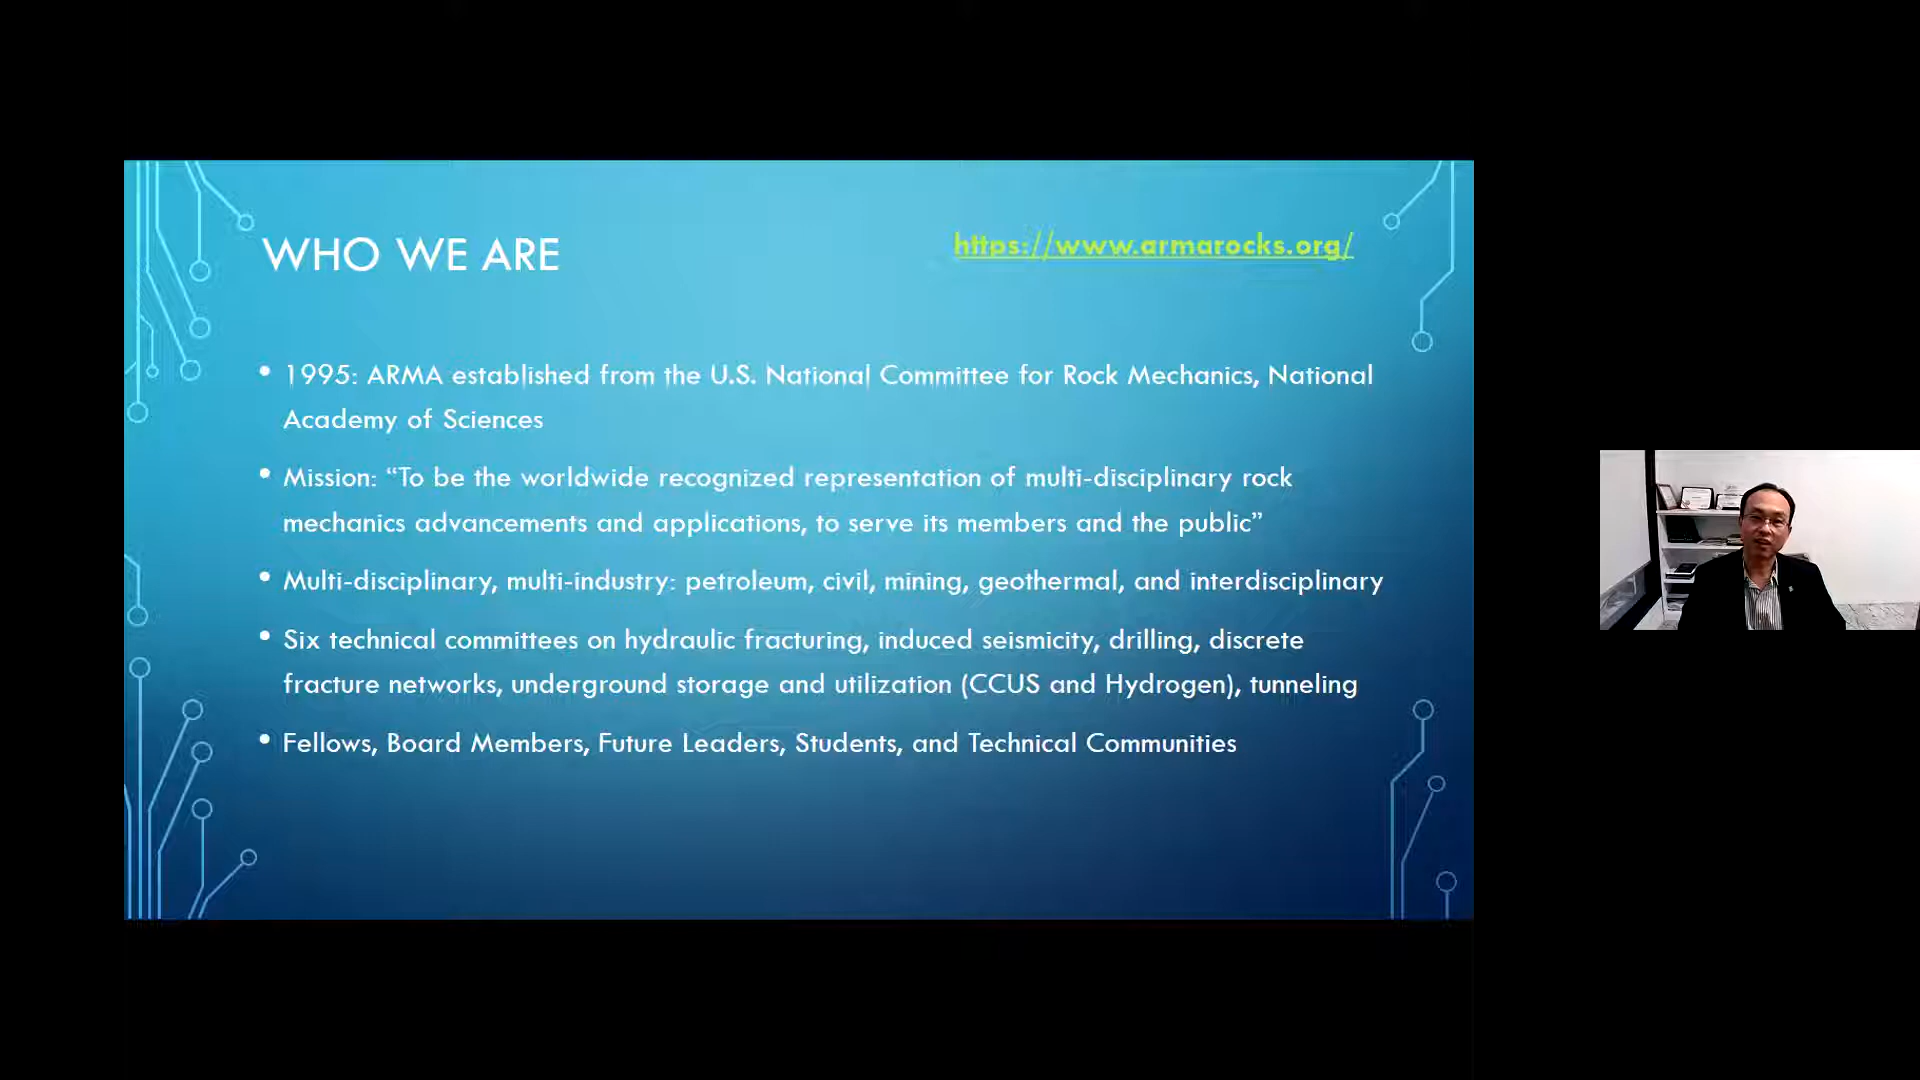 WHO WE ARE
https://www.armarocks.org/
• 1995: ARMA established from the U.S. National Committee for Rock Mechanics, National
Academy of Sciences
• Mission: “To be the worldwide recognized representation of multi-disciplinary rock
mechanics advancements and applications, to serve its members and the public”
• Multi-disciplinary, multi-industry: petroleum, civil, mining, geothermal, and interdisciplinary
• Six technical committees on hydraulic fracturing, induced seismicity, drilling, discrete
fracture networks, underground storage and utilization (CCUS and Hydrogen), tunneling
• Fellows, Board Members, Future Leaders, Students, and Technical Communities